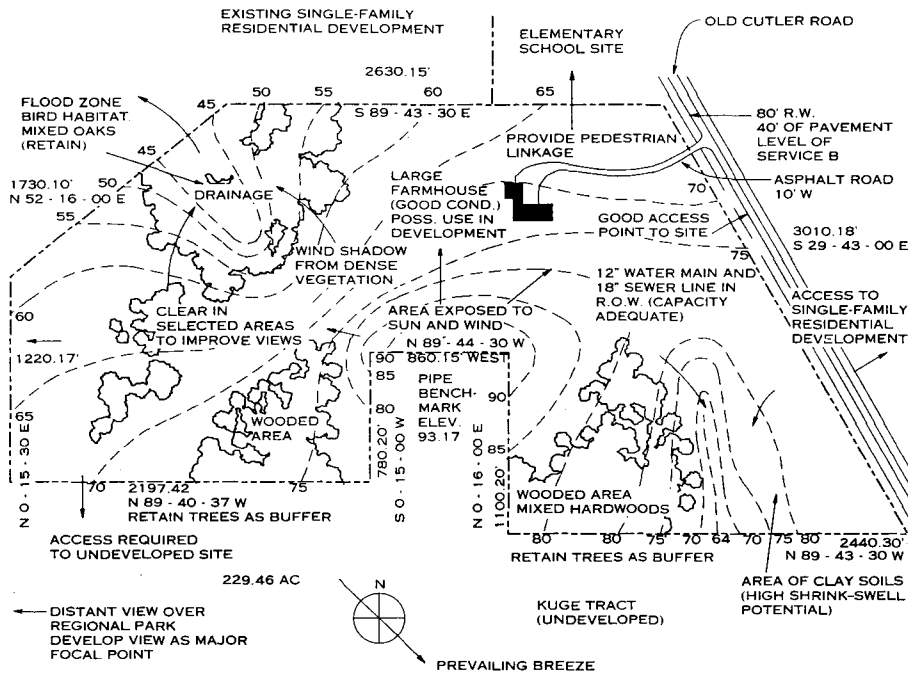 EXISTING SINGLE-FAMILY
RESIDENTIAL DEVELOPMENT
ELEMENTARY
SCHOOL SITE
OLD CUTLER ROAD
2630.15'
S 89 - 43 - 30 E
FLOOD ZONE
BIRD HABITAT
MIXED OAKS
(RETAIN)
45
50
55
60
65
80' R.W.
40' OF PAVEMENT
LEVEL OF
SERVICE B
PROVIDE PEDESTRIAN
LINKAGE
45
1730.10'
N 52 - 16 - 00 E
50
55
DRAINAGE
LARGE
FARMHOUSE
(GOOD COND.)
POSS. USE IN
DEVELOPMENT
70
ASPHALT ROAD
10' W
GOOD ACCESS
POINT TO SITE
3010.18'
S 29 - 43 - 00 E
75
WIND SHADOW
FROM DENSE
VEGETATION
12" WATER MAIN AND
18" SEWER LINE IN
R.O.W. (CAPACITY
ADEQUATE)
ACCESS TO
SINGLE-FAMILY
RESIDENTIAL
DEVELOPMENT
60
CLEAR IN
SELECTED AREAS
TO IMPROVE VIEWS
AREA EXPOSED TO
SUN AND WIND
N 89° - 44 - 30 W
860.15' WEST
1220.17'
90
85
80
PIPE
BENCH-
MARK
ELEV.
93.17
90
85
65
N 0 - 15 - 30 E
WOODED
AREA
780.20'
S 0 - 15 - 00 W
N 0 - 16 - 00 E
1100.20'
WOODED AREA
MIXED HARDWOODS
70
75
2197.42
N 89 - 40 - 37 W
RETAIN TREES AS BUFFER
80
80
75
70
64
70
75
80
2440.30'
N 89 - 43 - 30 W
RETAIN TREES AS BUFFER
ACCESS REQUIRED
TO UNDEVELOPED SITE
229.46 AC
N
KUGE TRACT
(UNDEVELOPED)
AREA OF CLAY SOILS
(HIGH SHRINK-SWELL
POTENTIAL)
DISTANT VIEW OVER
REGIONAL PARK
DEVELOP VIEW AS MAJOR
FOCAL POINT
PREVAILING BREEZE